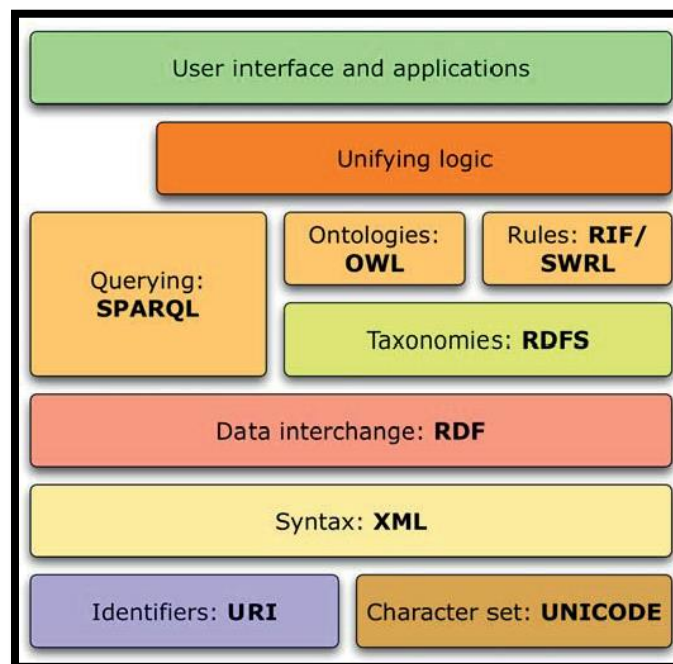 User interface and applications
Unifying logic
Querying:
SPARQL
Ontologies:
OWL
Rules: RIF/
SWRL
Taxonomies: RDFS
Data interchange: RDF
Syntax: XML
Identifiers: URI
Character set: UNICODE